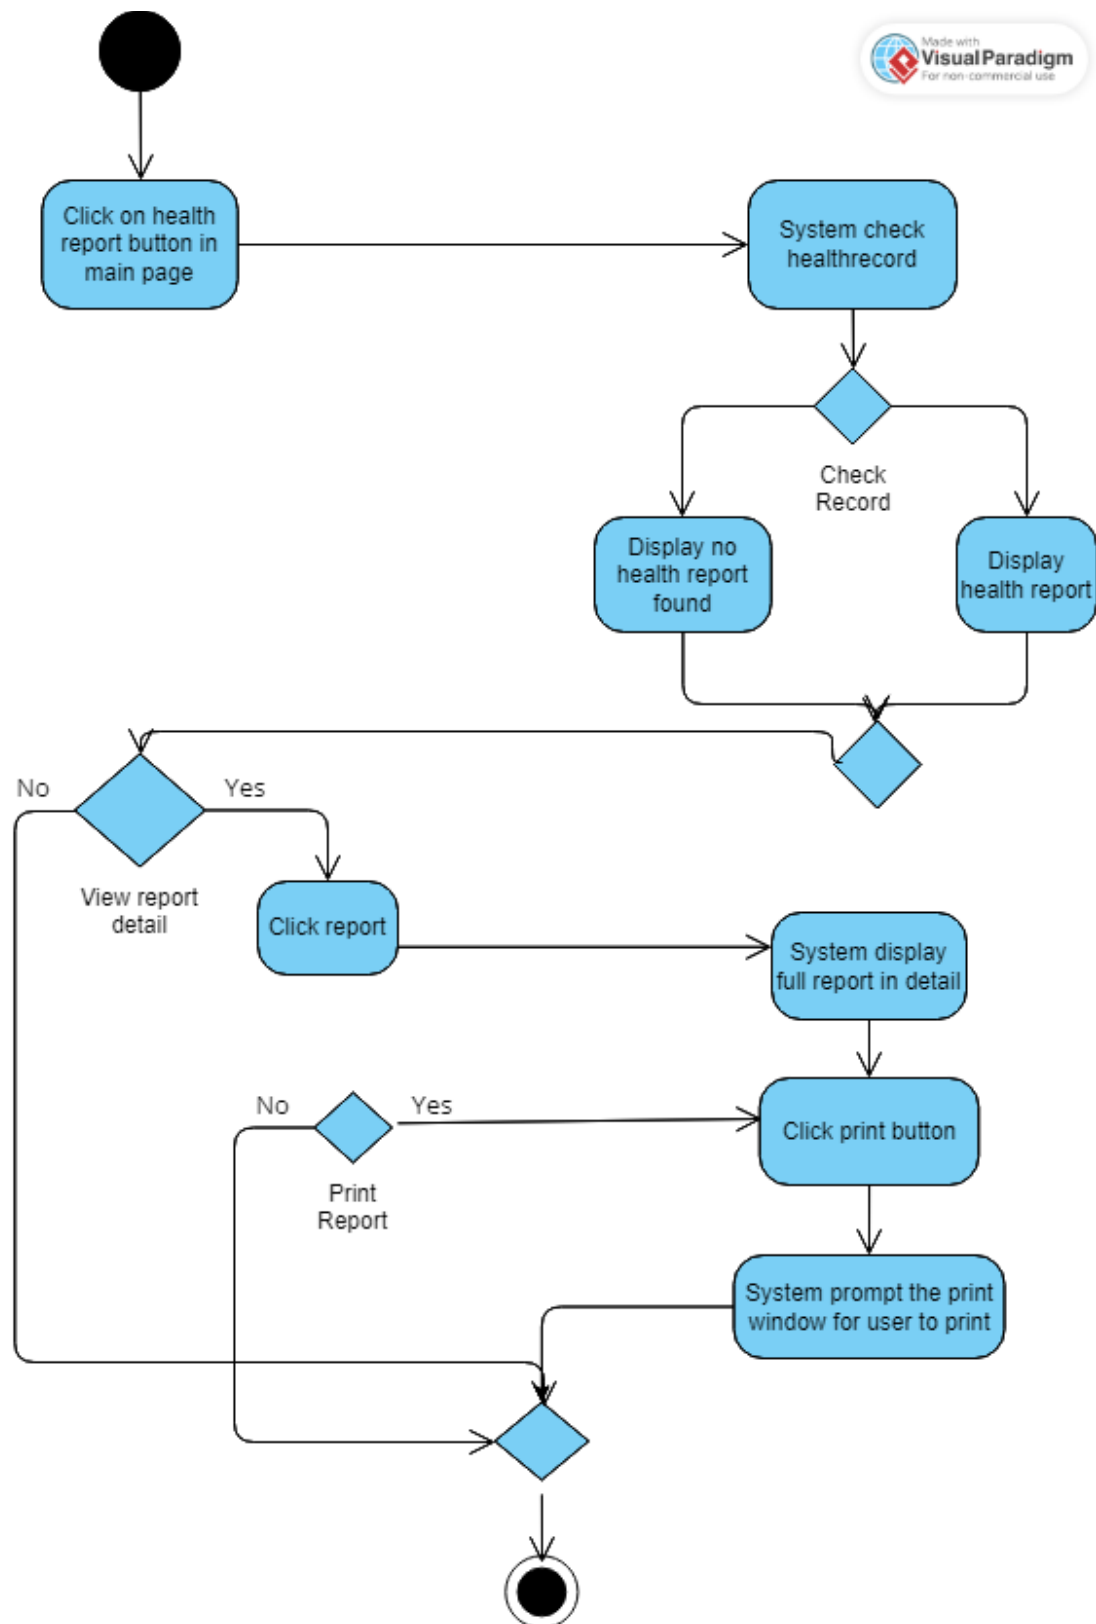 Made with
Visual Paradigm
For non-commercial use
Click on health
report button in
main page
System check
healthrecord
Check
Record
Display no
health report
found
Display
health report
No
Yes
View report
detail
Click report
System display
full report in detail
No
Yes
Print
Report
Click print button
System prompt the print
window for user to print